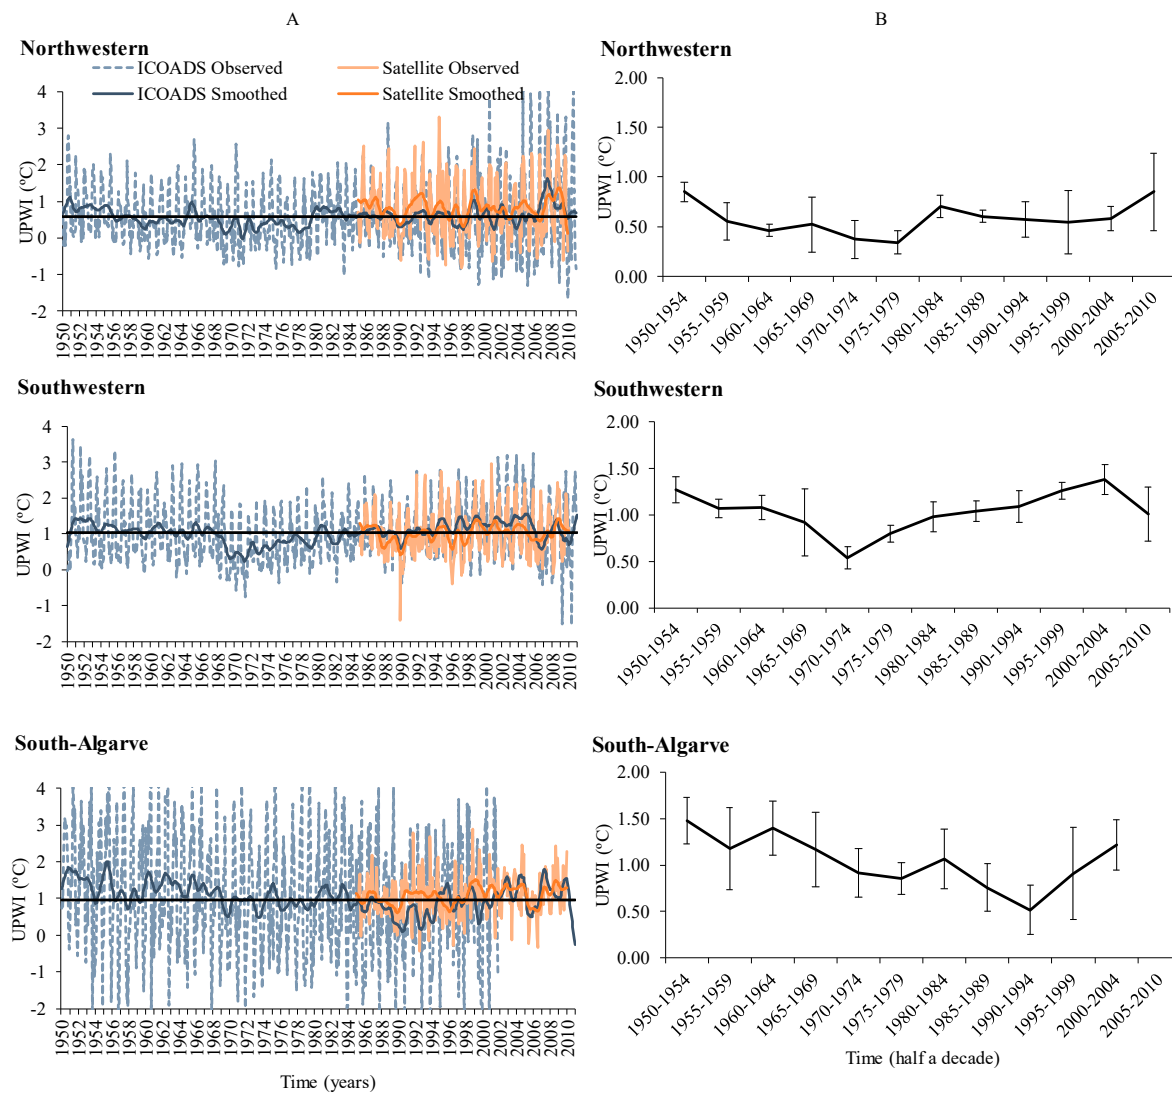 A
B
Northwestern
Northwestern
ICOADS Observed
Satellite Observed
ICOADS Smoothed
Satellite Smoothed
UPWI (ºC)
4
3
2
1
0
-1
-2
1950 1952 1954 1956 1958 1960 1962 1964 1966 1968 1970 1972 1974 1976 1978 1980 1982 1984 1986 1988 1990 1992 1994 1996 1998 2000 2002 2004 2006 2008 2010
UPWI (ºC)
2.00
1.50
1.00
0.50
0.00
1950-1954 1955-1959 1960-1964 1965-1969 1970-1974 1975-1979 1980-1984 1985-1989 1990-1994 1995-1999 2000-2004 2005-2010
Southwestern
Southwestern
UPWI (ºC)
4
3
2
1
0
-1
-2
1950 1952 1954 1956 1958 1960 1962 1964 1966 1968 1970 1972 1974 1976 1978 1980 1982 1984 1986 1988 1990 1992 1994 1996 1998 2000 2002 2004 2006 2008 2010
UPWI (ºC)
2.00
1.50
1.00
0.50
0.00
1950-1954 1955-1959 1960-1964 1965-1969 1970-1974 1975-1979 1980-1984 1985-1989 1990-1994 1995-1999 2000-2004 2005-2010
South-Algarve
South-Algarve
UPWI (ºC)
4
3
2
1
0
-1
-2
1950 1952 1954 1956 1958 1960 1962 1964 1966 1968 1970 1972 1974 1976 1978 1980 1982 1984 1986 1988 1990 1992 1994 1996 1998 2000 2002 2004 2006 2008 2010
Time (years)
UPWI (ºC)
2.00
1.50
1.00
0.50
0.00
1950-1954 1955-1959 1960-1964 1965-1969 1970-1974 1975-1979 1980-1984 1985-1989 1990-1994 1995-1999 2000-2004 2005-2010
Time (half a decade)